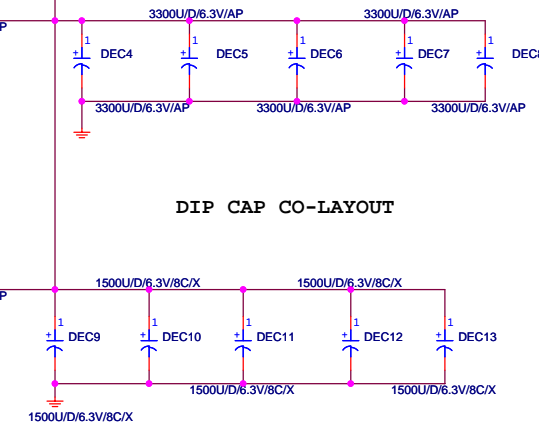 3300U/D/6.3V/AP 3300U/D/6.3V/AP
P
1 1 1 1 1
+ DEC4 + DEC5 + DEC6 + DEC7 + DEC8
3300U/D/6.3V/AP 3300U/D/6.3V/AP 3300U/D/6.3V/AP
DIP CAP CO-LAYOUT
1500U/D/6.3V/8C/X 1500U/D/6.3V/8C/X
P
1 1 1 1 1
+ DEC9 + DEC10 + DEC11 + DEC12 + DEC13
1500U/D/6.3V/8C/X 1500U/D/6.3V/8C/X
1500U/D/6.3V/8C/X